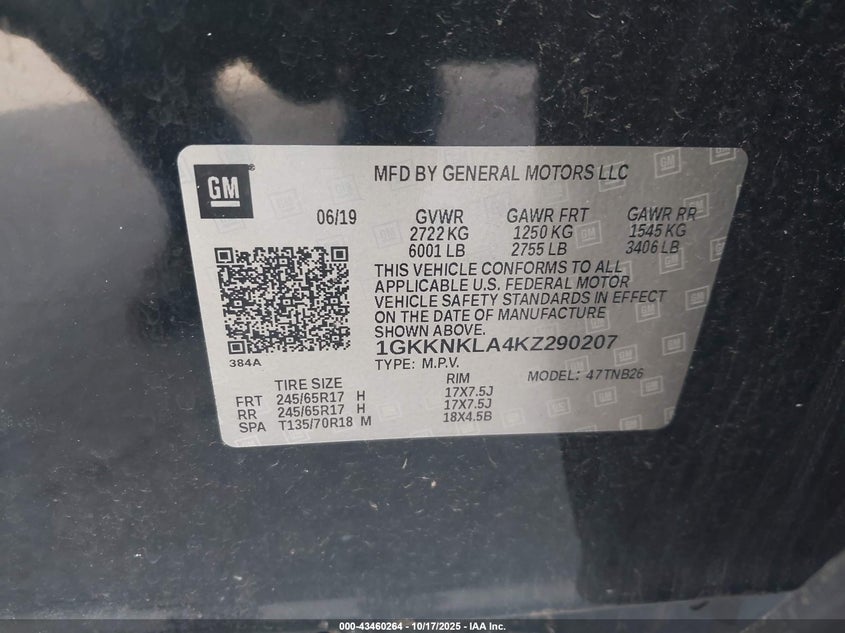 GM
MFD BY GENERAL MOTORS LLC
06/19 GVWR GAWR FRT GAWR RR
2722 KG 1250 KG 1545 KG
6001 LB 2755 LB 3406 LB
THIS VEHICLE CONFORMS TO ALL
APPLICABLE U.S. FEDERAL MOTOR
VEHICLE SAFETY STANDARDS IN EFFECT
ON THE DATE OF MANUFACTURE
SHOWN ABOVE.
384A
1GKKNKLA4KZ290207
TYPE: M.P.V. MODEL: 47TNB26
TIRE SIZE RIM
FRT 245/65R17 H 17X7.5J
RR 245/65R17 H 17X7.5J
SPA T135/70R18 M 18X4.5B
000-43460264 | 10/17/2025 - IAA Inc.